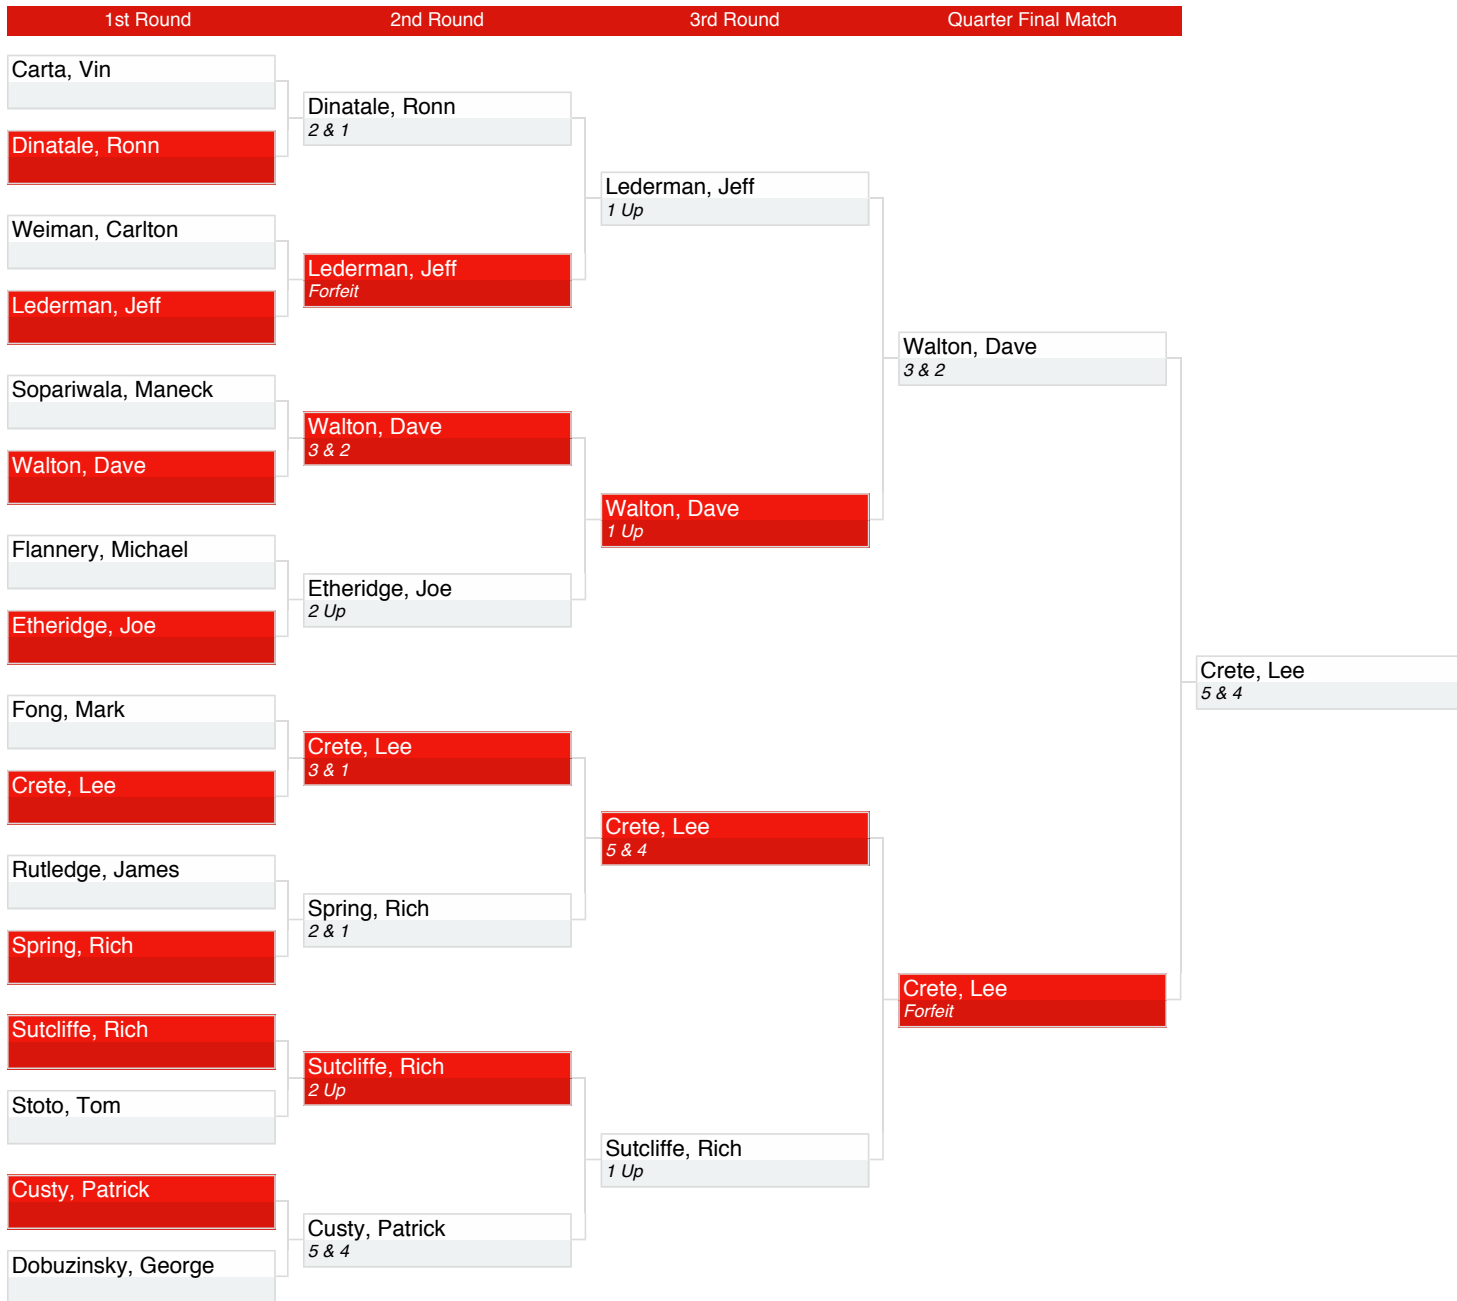 1st Round
2nd Round
3rd Round
Quarter Final Match
Carta, Vin
Dinatale, Ronn
Weiman, Carlton
Lederman, Jeff
Sopariwala, Maneck
Walton, Dave
Flannery, Michael
Etheridge, Joe
Fong, Mark
Crete, Lee
Rutledge, James
Spring, Rich
Sutcliffe, Rich
Stoto, Tom
Custy, Patrick
Dobuzinsky, George
Dinatale, Ronn
2 & 1
Lederman, Jeff
Forfeit
Walton, Dave
3 & 2
Etheridge, Joe
2 Up
Crete, Lee
3 & 1
Spring, Rich
2 & 1
Sutcliffe, Rich
2 Up
Custy, Patrick
5 & 4
Lederman, Jeff
1 Up
Walton, Dave
1 Up
Crete, Lee
5 & 4
Sutcliffe, Rich
1 Up
Walton, Dave
3 & 2
Crete, Lee
Forfeit
Crete, Lee
5 & 4